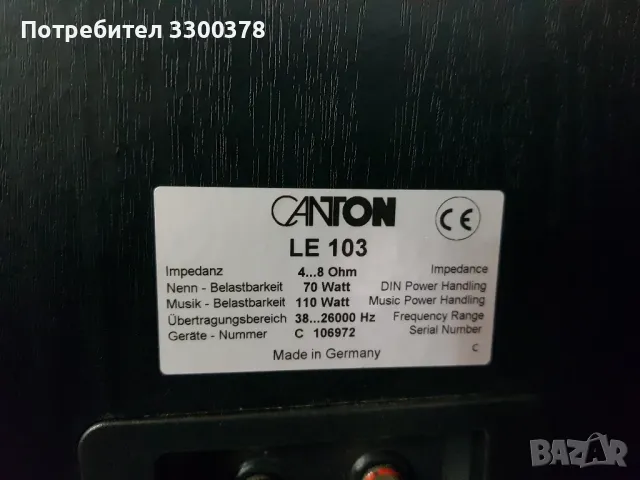 Потребител 3300378
CANTON
CE
LE 103
Impedanz 4...8 Ohm Impedance
Nenn - Belastbarkeit 70 Watt DIN Power Handling
Musik - Belastbarkeit 110 Watt Music Power Handling
Übertragungsbereich 38...26000 Hz Frequency Range
Geräte - Nummer C 106972 Serial Number
Made in Germany C
BAZAR